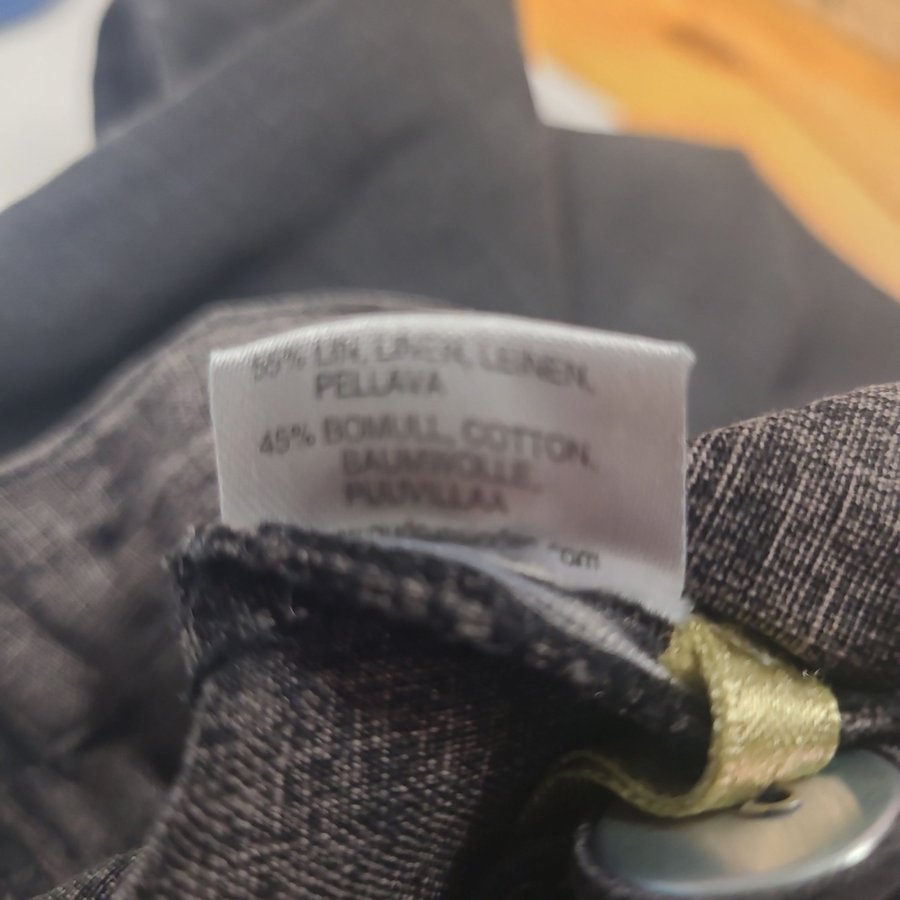 55% LIN, LINEN, LEINEN,
PELLAVA
45% BOMULL, COTTON,
BAUMWOLLE,
PUUVILLAA